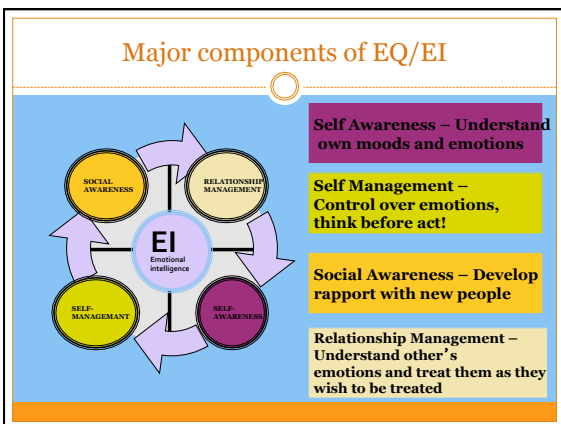 Major components of EQ/EI
SOCIAL
AWARENESS
RELATIONSHIP
MANAGEMENT
EI
Emotional
intelligence
SELF-
MANAGEMANT
SELF-
AWARENESS
Self Awareness – Understand
own moods and emotions
Self Management –
Control over emotions,
think before act!
Social Awareness – Develop
rapport with new people
Relationship Management –
Understand other’s
emotions and treat them as they
wish to be treated